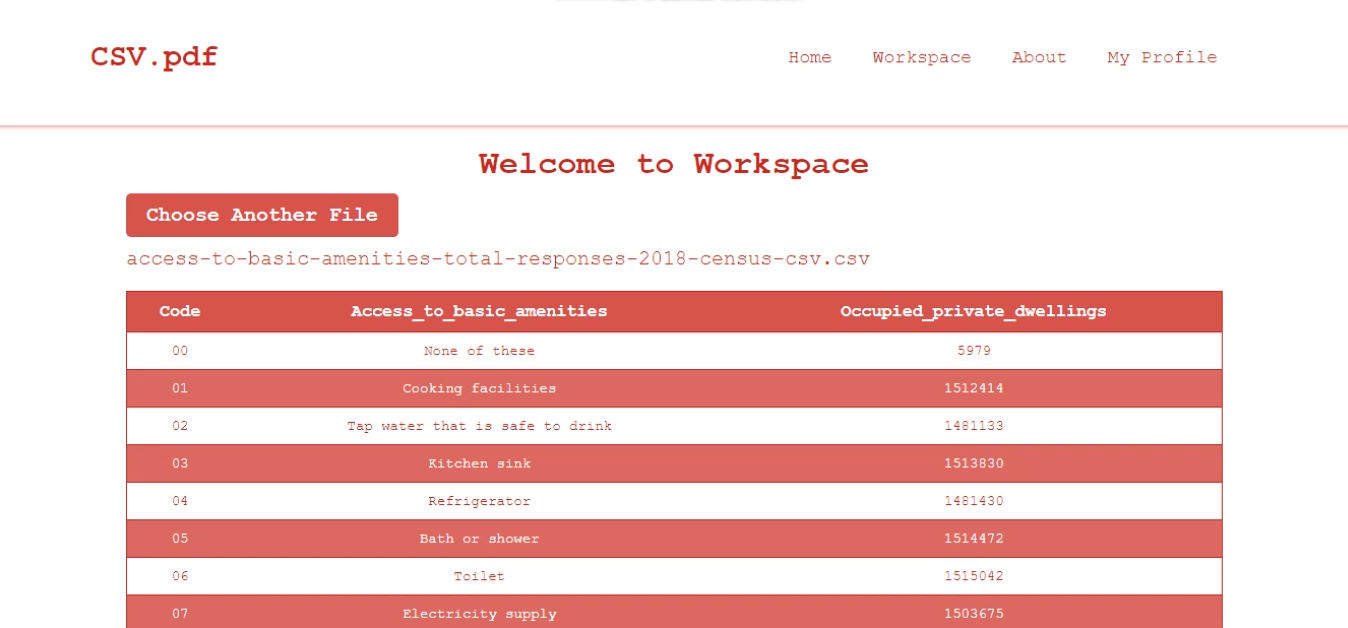 CSV.pdf Home Workspace About My Profile
Welcome to Workspace
Choose Another File
access-to-basic-amenities-total-responses-2018-census-csv.csv
Code Access_to_basic_amenities Occupied_private_dwellings
00 None of these 5979
01 Cooking facilities 1512414
02 Tap water that is safe to drink 1481133
03 Kitchen sink 1513830
04 Refrigerator 1481430
05 Bath or shower 1514472
06 Toilet 1515042
07 Electricity supply 1503675